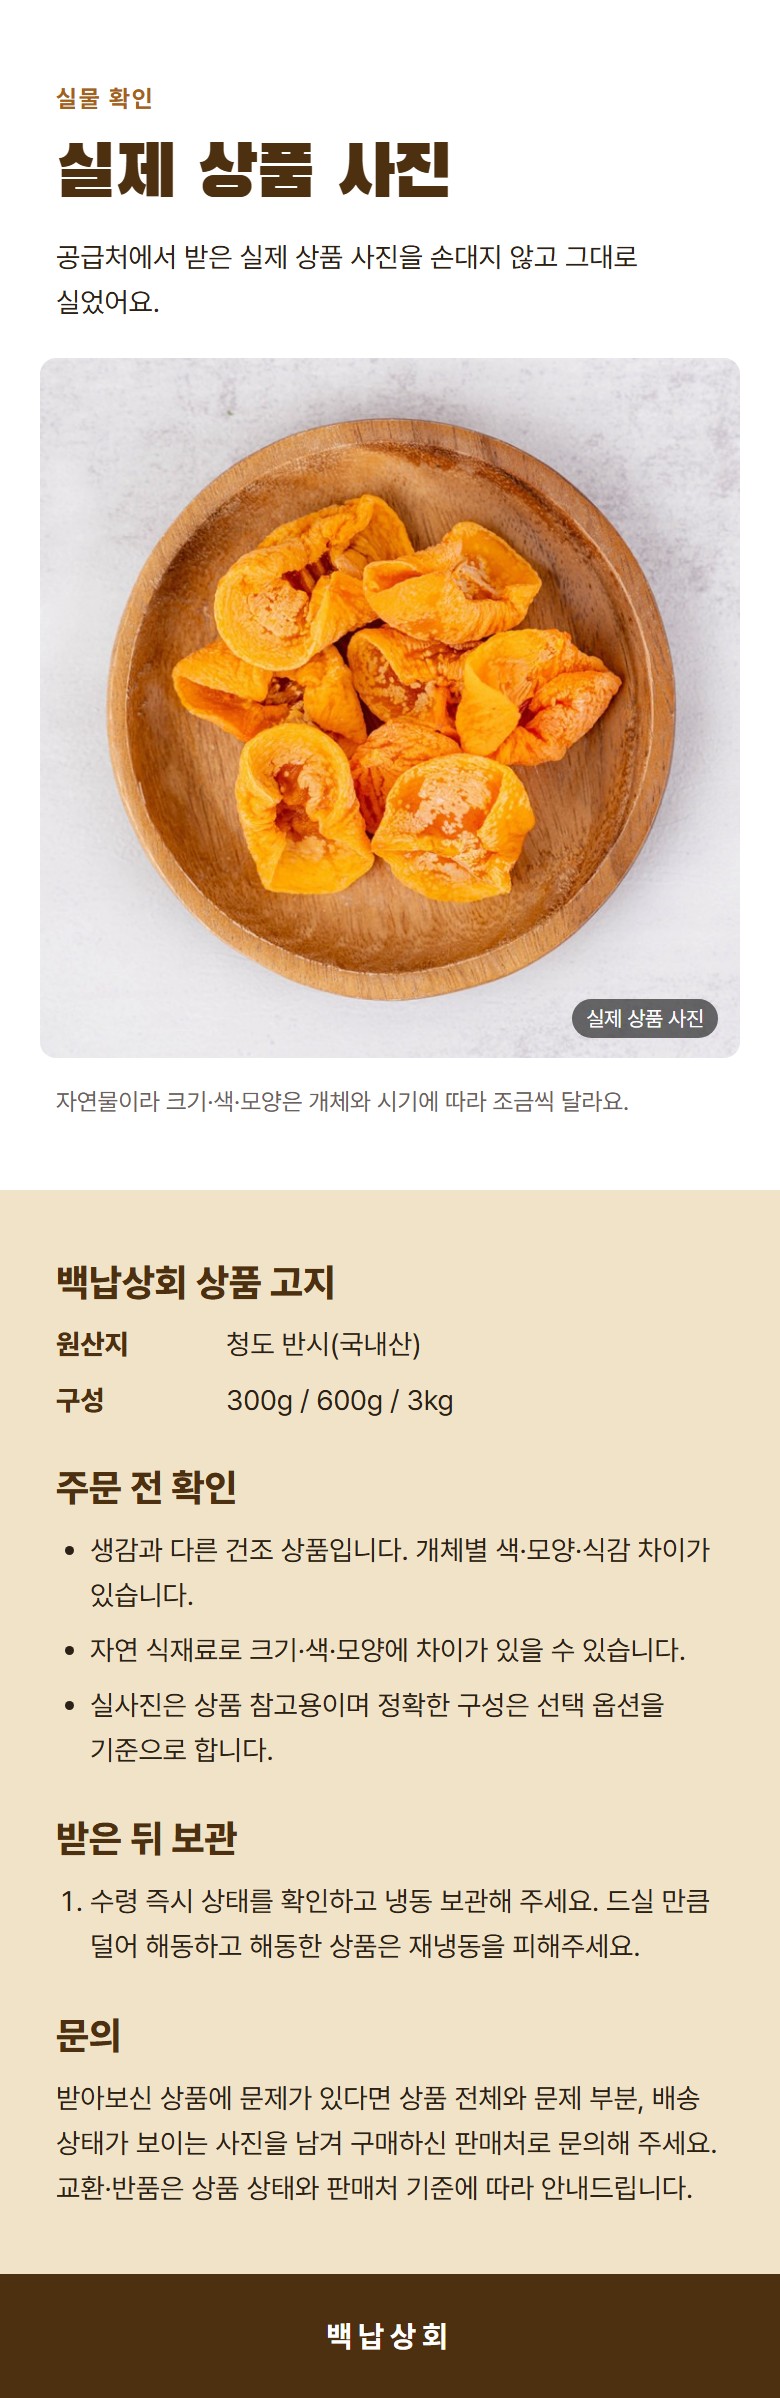 실물 확인
실제 상품 사진
공급처에서 받은 실제 상품 사진을 손대지 않고 그대로
실었어요.
실제 상품 사진
자연물이라 크기·색·모양은 개체와 시기에 따라 조금씩 달라요.
백납상회 상품 고지
원산지 청도 반시(국내산)
구성 300g / 600g / 3kg
주문 전 확인
• 생감과 다른 건조 상품입니다. 개체별 색·모양·식감 차이가
있습니다.
• 자연 식재료로 크기·색·모양에 차이가 있을 수 있습니다.
• 실사진은 상품 참고용이며 정확한 구성은 선택 옵션을
기준으로 합니다.
받은 뒤 보관
1. 수령 즉시 상태를 확인하고 냉동 보관해 주세요. 드실 만큼
덜어 해동하고 해동한 상품은 재냉동을 피해주세요.
문의
받아보신 상품에 문제가 있다면 상품 전체와 문제 부분, 배송
상태가 보이는 사진을 남겨 구매하신 판매처로 문의해 주세요.
교환·반품은 상품 상태와 판매처 기준에 따라 안내드립니다.
백납상회